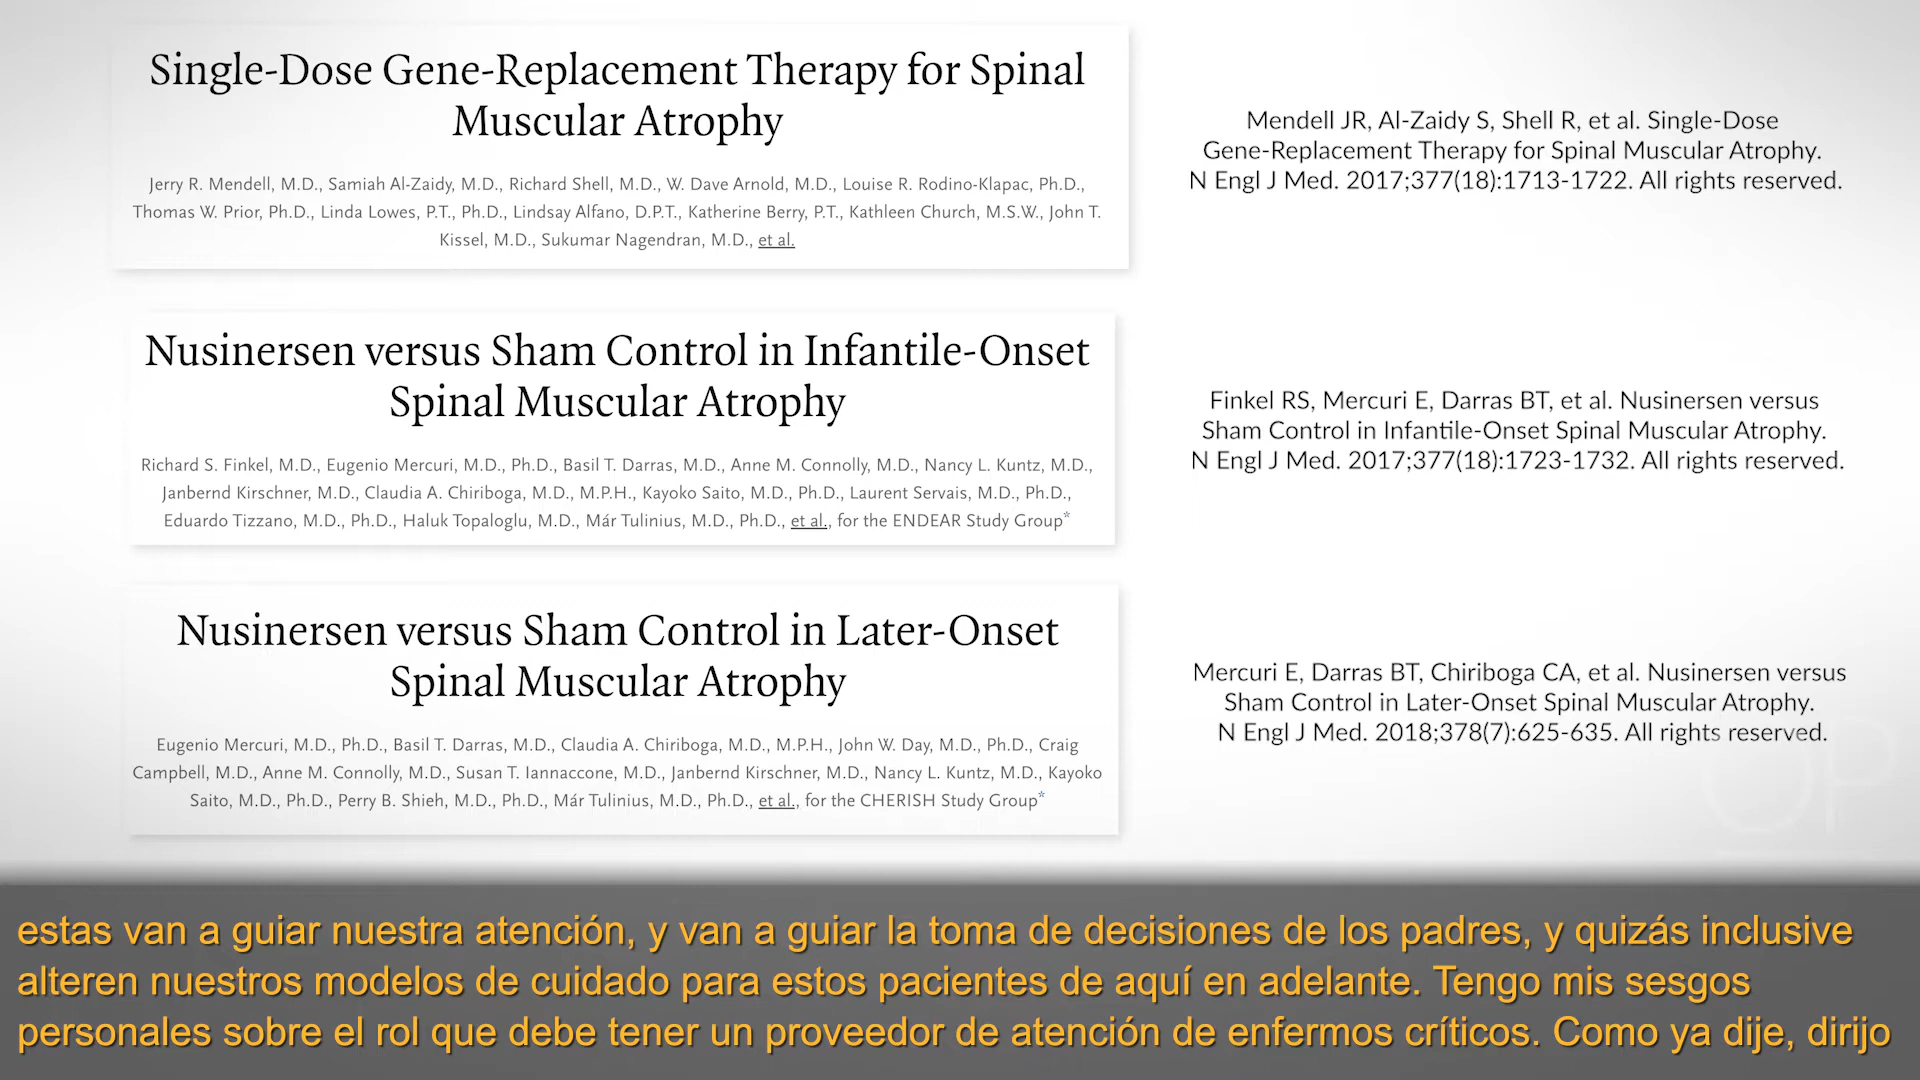 Single-Dose Gene-Replacement Therapy for Spinal
Muscular Atrophy
Jerry R. Mendell, M.D., Samiah Al-Zaidy, M.D., Richard Shell, M.D., W. Dave Arnold, M.D., Louise R. Rodino-Klapac, Ph.D.,
Thomas W. Prior, Ph.D., Linda Lowes, P.T., Ph.D., Lindsay Alfano, D.P.T., Katherine Berry, P.T., Kathleen Church, M.S.W., John T.
Kissel, M.D., Sukumar Nagendran, M.D., et al.
Mendell JR, Al-Zaidy S, Shell R, et al. Single-Dose
Gene-Replacement Therapy for Spinal Muscular Atrophy.
N Engl J Med. 2017;377(18):1713-1722. All rights reserved.
Nusinersen versus Sham Control in Infantile-Onset
Spinal Muscular Atrophy
Richard S. Finkel, M.D., Eugenio Mercuri, M.D., Ph.D., Basil T. Darras, M.D., Anne M. Connolly, M.D., Nancy L. Kuntz, M.D.,
Janbernd Kirschner, M.D., Claudia A. Chiriboga, M.D., M.P.H., Kayoko Saito, M.D., Ph.D., Laurent Servais, M.D., Ph.D.,
Eduardo Tizzano, M.D., Ph.D., Haluk Topaloglu, M.D., Már Tulinius, M.D., Ph.D., et al., for the ENDEAR Study Group*
Finkel RS, Mercuri E, Darras BT, et al. Nusinersen versus
Sham Control in Infantile-Onset Spinal Muscular Atrophy.
N Engl J Med. 2017;377(18):1723-1732. All rights reserved.
Nusinersen versus Sham Control in Later-Onset
Spinal Muscular Atrophy
Eugenio Mercuri, M.D., Ph.D., Basil T. Darras, M.D., Claudia A. Chiriboga, M.D., M.P.H., John W. Day, M.D., Ph.D., Craig
Campbell, M.D., Anne M. Connolly, M.D., Susan T. Iannaccone, M.D., Janbernd Kirschner, M.D., Nancy L. Kuntz, M.D., Kayoko
Saito, M.D., Ph.D., Perry B. Shieh, M.D., Ph.D., Már Tulinius, M.D., Ph.D., et al., for the CHERISH Study Group*
Mercuri E, Darras BT, Chiriboga CA, et al. Nusinersen versus
Sham Control in Later-Onset Spinal Muscular Atrophy.
N Engl J Med. 2018;378(7):625-635. All rights reserved.
OP
estas van a guiar nuestra atención, y van a guiar la toma de decisiones de los padres, y quizás inclusive
alteren nuestros modelos de cuidado para estos pacientes de aquí en adelante. Tengo mis sesgos
personales sobre el rol que debe tener un proveedor de atención de enfermos críticos. Como ya dije, dirijo